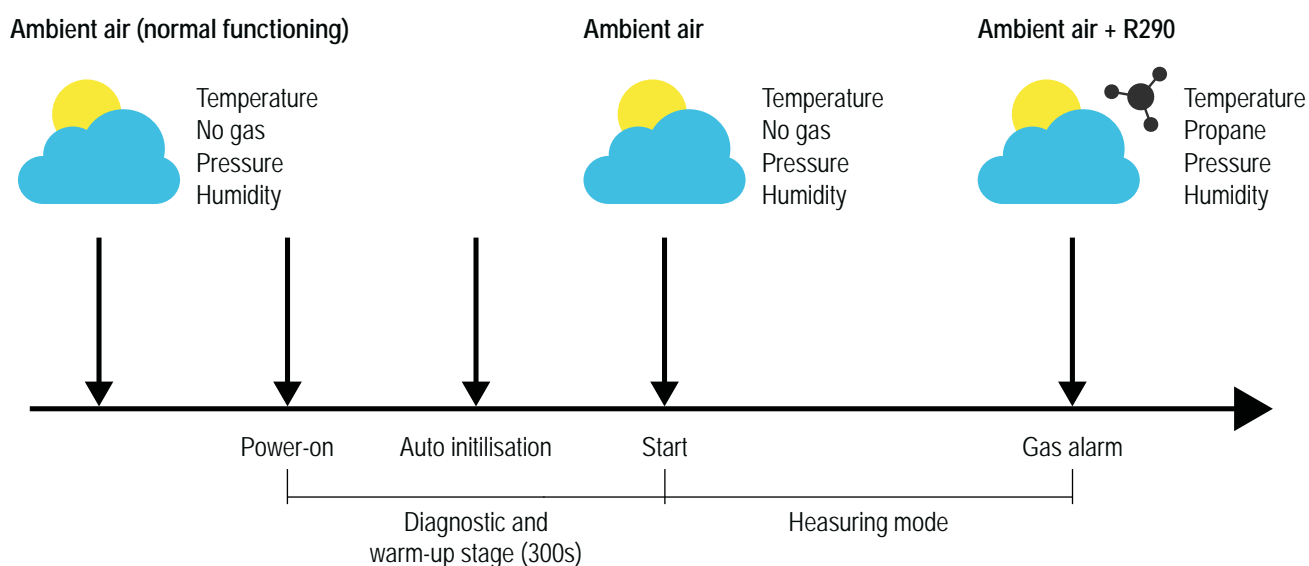 Ambient air (normal functioning)
Temperature
No gas
Pressure
Humidity
Ambient air
Temperature
No gas
Pressure
Humidity
Ambient air + R290
Temperature
Propane
Pressure
Humidity
Power-on
Auto initilisation
Start
Gas alarm
Diagnostic and
warm-up stage (300s)
Heasuring mode